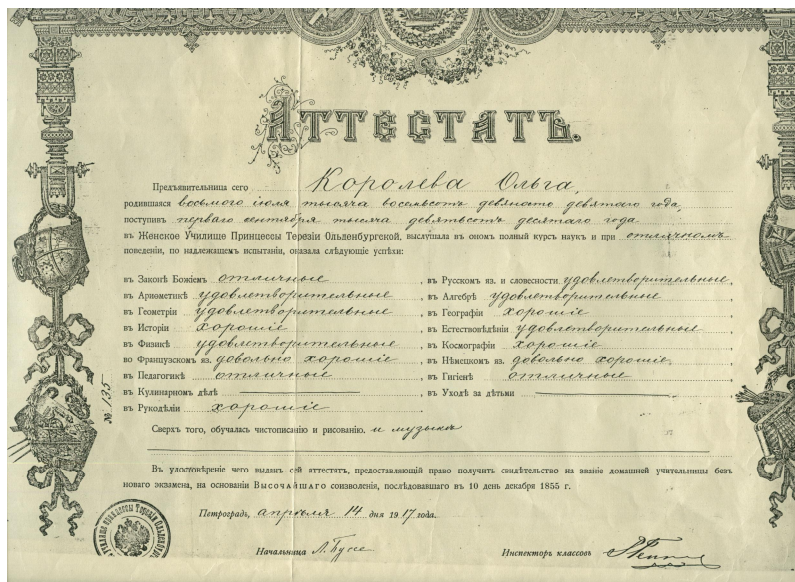 АТТЕСТАТЪ.
Предъявительница сего Королева Ольга,
родившаяся восьмого іюля тысяча восемьсотъ девяносто девятаго года,
поступивъ перваго сентября тысяча девятьсотъ десятаго года
въ Женское Училище Принцессы Терезіи Ольденбургской, выслушала въ ономъ полный курсъ наукъ и при отличномъ
поведеніи, по надлежащемъ испытаніи, оказала слѣдующіе успѣхи:
въ Законѣ Божіемъ отличные, въ Русскомъ яз. и словесности удовлетворительные,
въ Ариѳметикѣ удовлетворительные, въ Алгебрѣ удовлетворительные,
въ Геометріи удовлетворительные, въ Географіи хорошіе,
въ Исторіи хорошіе, въ Естествовѣдѣніи удовлетворительные,
въ Физикѣ удовлетворительные, въ Космографіи хорошіе,
во Французскомъ яз. довольно хорошіе, въ Нѣмецкомъ яз. довольно хорошіе,
въ Педагогикѣ отличные, въ Гигіенѣ отличные,
въ Кулинарномъ дѣлѣ, въ Уходѣ за дѣтьми,
въ Рукодѣліи хорошіе
№ 135
Сверхъ того, обучалась чистописанію и рисованію. и музыкѣ
Въ удостовѣреніе чего выданъ сей аттестатъ, предоставляющій право получить свидѣтельство на званіе домашней учительницы безъ
новаго экзамена, на основаніи Высочайшаго соизволенія, послѣдовавшаго въ 10 день декабря 1855 г.
Петроградъ, апрѣля 14 дня 1917 года.
Начальница Л. Буссе Инспекторъ классовъ